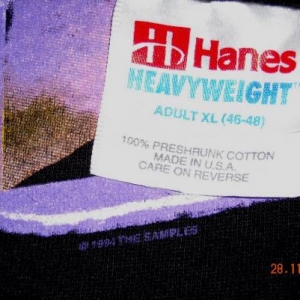 Hanes
HEAVYWEIGHT
ADULT XL (46-48)
100% PRESHRUNK COTTON
MADE IN U.S.A.
CARE ON REVERSE
© 1994 THE SAMPLES
28.11